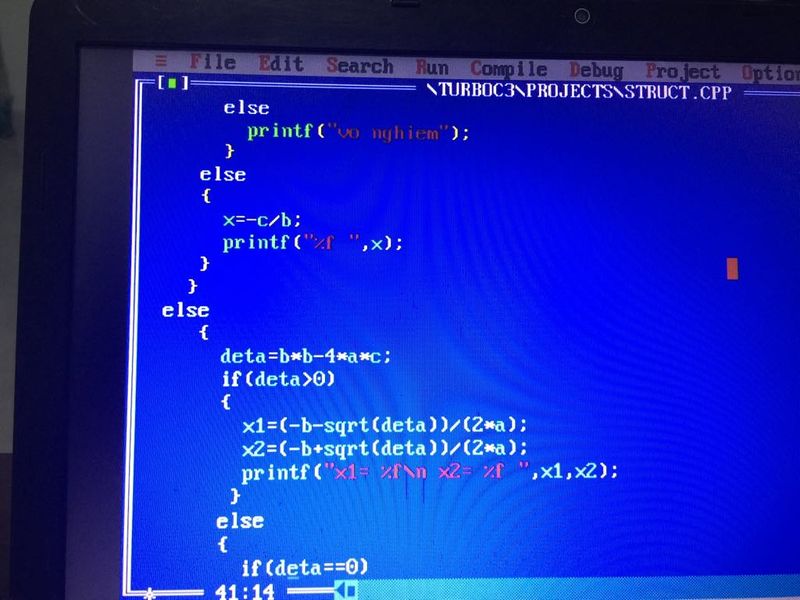 ≡ File Edit Search Run Compile Debug Project Option
[■] \TURBOC3\PROJECTS\STRUCT.CPP
else
printf("vo nghiem");
}
else
{
x=-c/b;
printf("%f ",x);
}
}
else
{
deta=b*b-4*a*c;
if(deta>0)
{
x1=(-b-sqrt(deta))/(2*a);
x2=(-b+sqrt(deta))/(2*a);
printf("x1= %f\n x2= %f ",x1,x2);
}
else
{
if(deta==0)
* 41:14